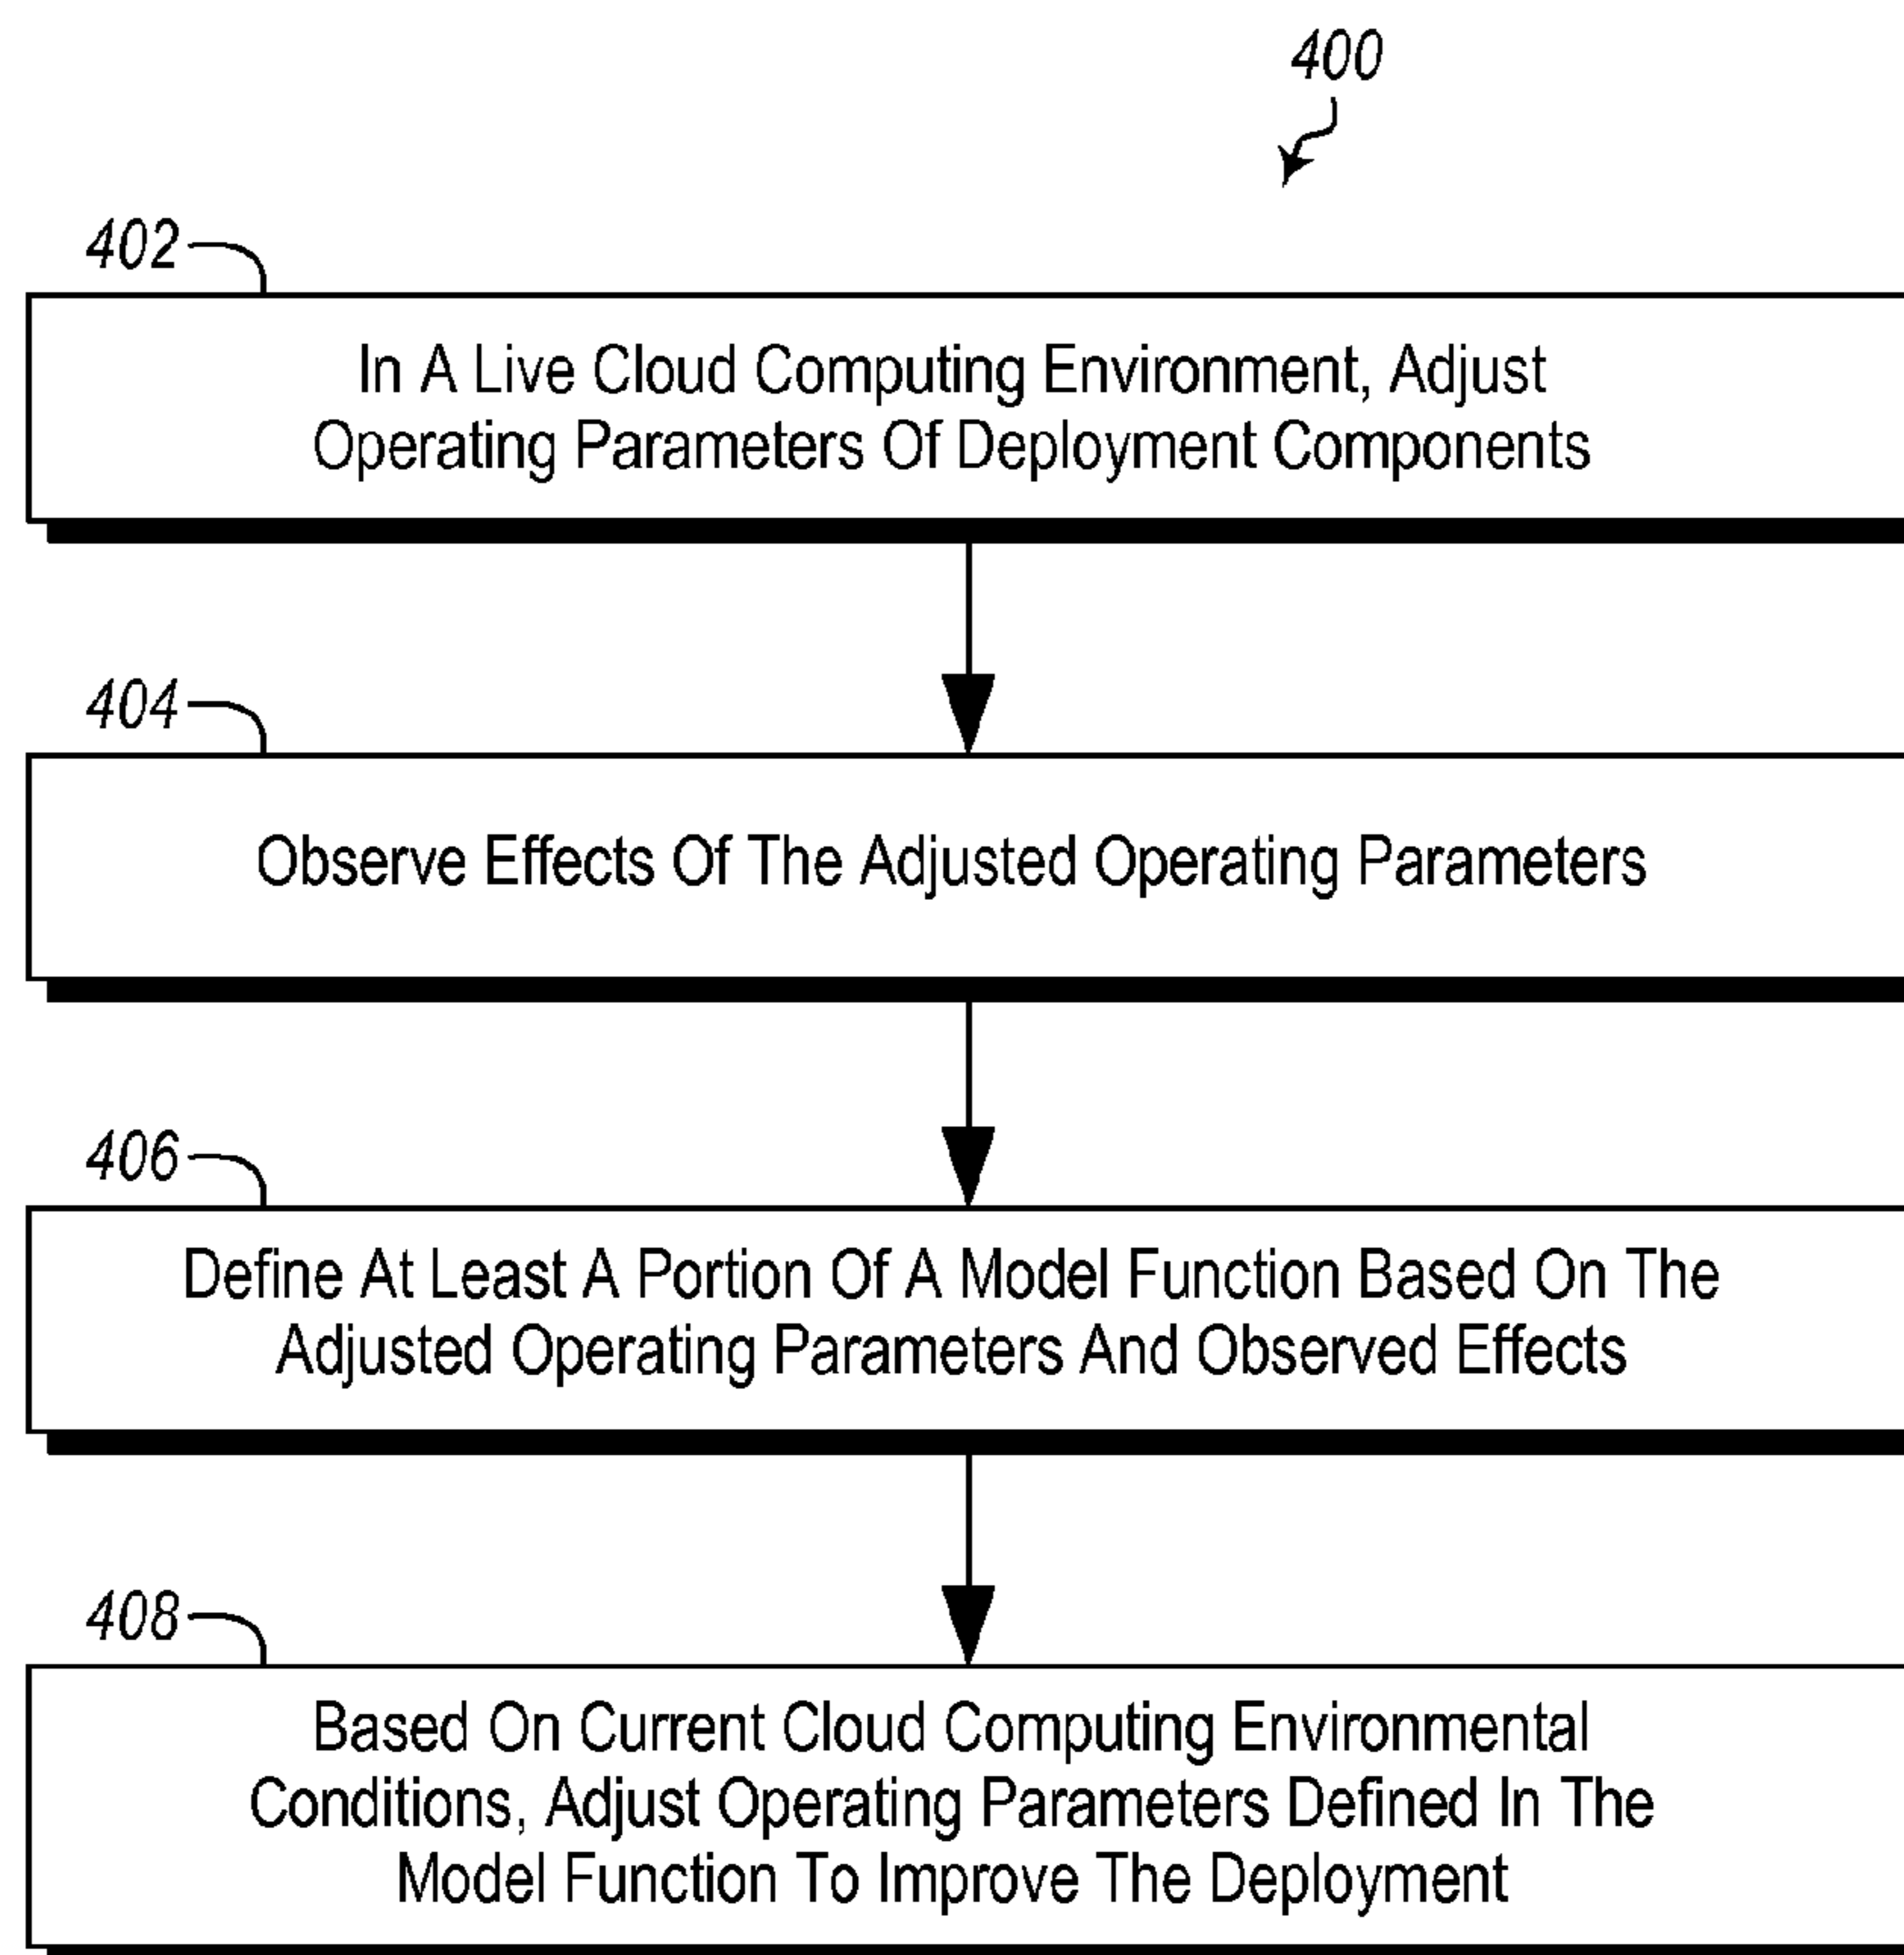 400
402
In A Live Cloud Computing Environment, Adjust
Operating Parameters Of Deployment Components
404
Observe Effects Of The Adjusted Operating Parameters
406
Define At Least A Portion Of A Model Function Based On The
Adjusted Operating Parameters And Observed Effects
408
Based On Current Cloud Computing Environmental
Conditions, Adjust Operating Parameters Defined In The
Model Function To Improve The Deployment